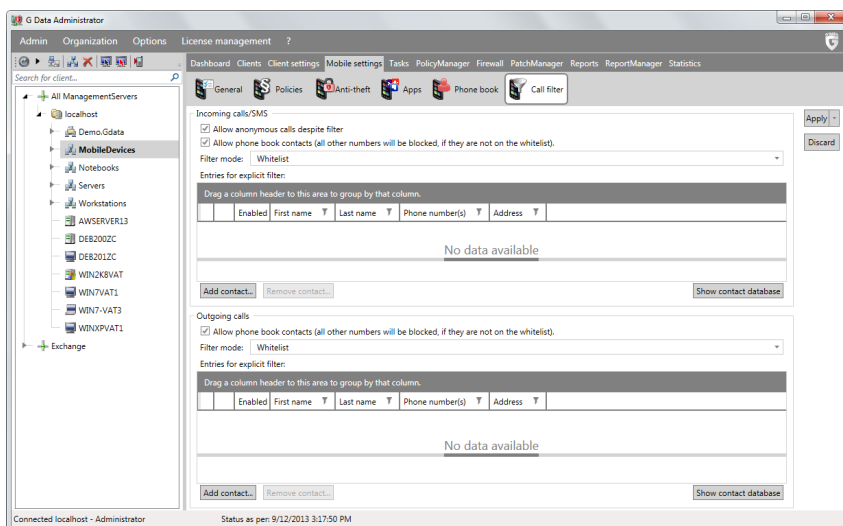 G Data Administrator
Admin Organization Options License management ?
Dashboard Clients Client settings Mobile settings Tasks PolicyManager Firewall PatchManager Reports ReportManager Statistics
Search for client...
General Policies Anti-theft Apps Phone book Call filter
All ManagementServers
localhost
Demo.Gdata
MobileDevices
Notebooks
Servers
Workstations
AWSERVER13
DEB200ZC
DEB201ZC
WIN2K8VAT
WIN7VAT1
WIN7-VAT3
WINXPVAT1
Exchange
Incoming calls/SMS
Allow anonymous calls despite filter
Allow phone book contacts (all other numbers will be blocked, if they are not on the whitelist).
Filter mode: Whitelist
Entries for explicit filter:
Drag a column header to this area to group by that column.
Enabled First name Last name Phone number(s) Address
No data available
Add contact... Remove contact... Show contact database
Outgoing calls
Allow phone book contacts (all other numbers will be blocked, if they are not on the whitelist).
Filter mode: Whitelist
Entries for explicit filter:
Drag a column header to this area to group by that column.
Enabled First name Last name Phone number(s) Address
No data available
Add contact... Remove contact... Show contact database
Apply
Discard
Connected localhost - Administrator Status as per: 9/12/2013 3:17:50 PM